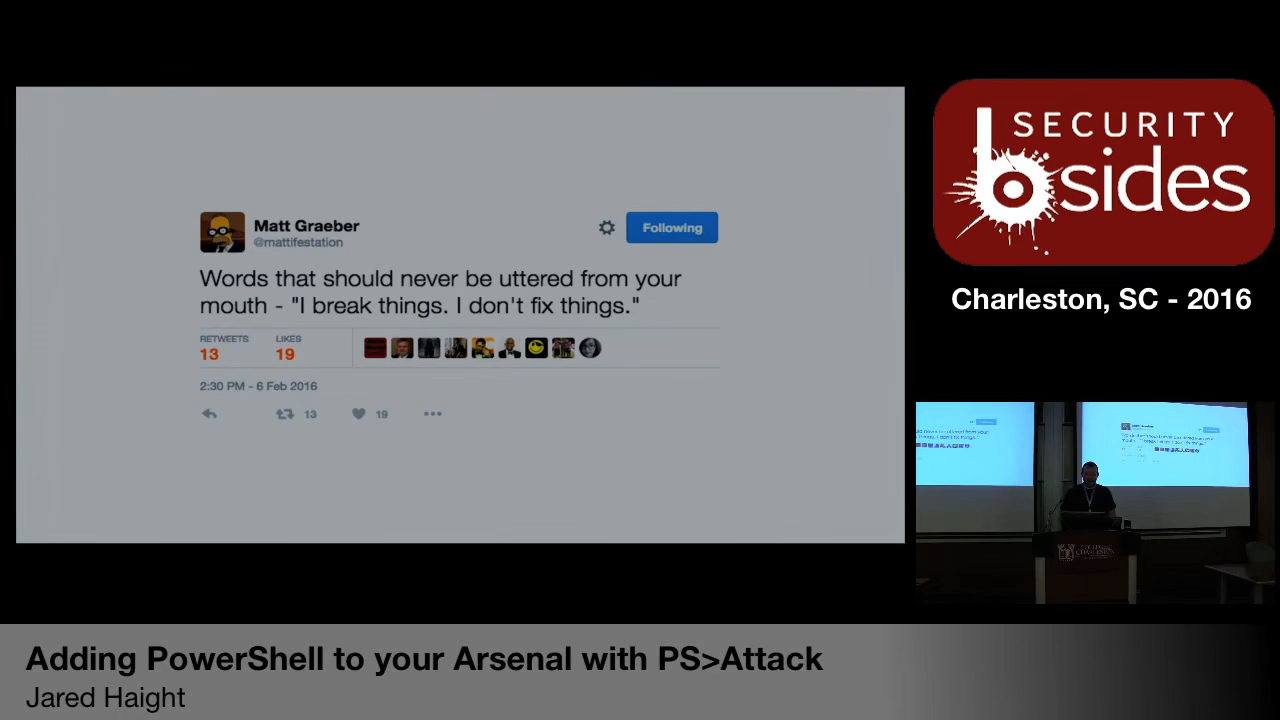 Matt Graeber
@mattifestation
Following
Words that should never be uttered from your
mouth - "I break things. I don't fix things."
RETWEETS LIKES
13 19
2:30 PM - 6 Feb 2016
13 19
SECURITY
bsides
Charleston, SC - 2016
Adding PowerShell to your Arsenal with PS>Attack
Jared Haight